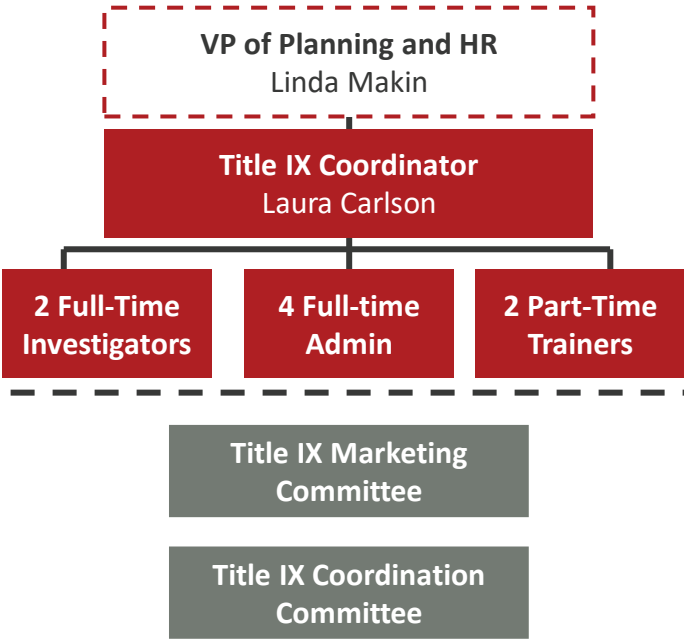 VP of Planning and HR
Linda Makin
Title IX Coordinator
Laura Carlson
2 Full-Time
Investigators
4 Full-time
Admin
2 Part-Time
Trainers
Title IX Marketing
Committee
Title IX Coordination
Committee